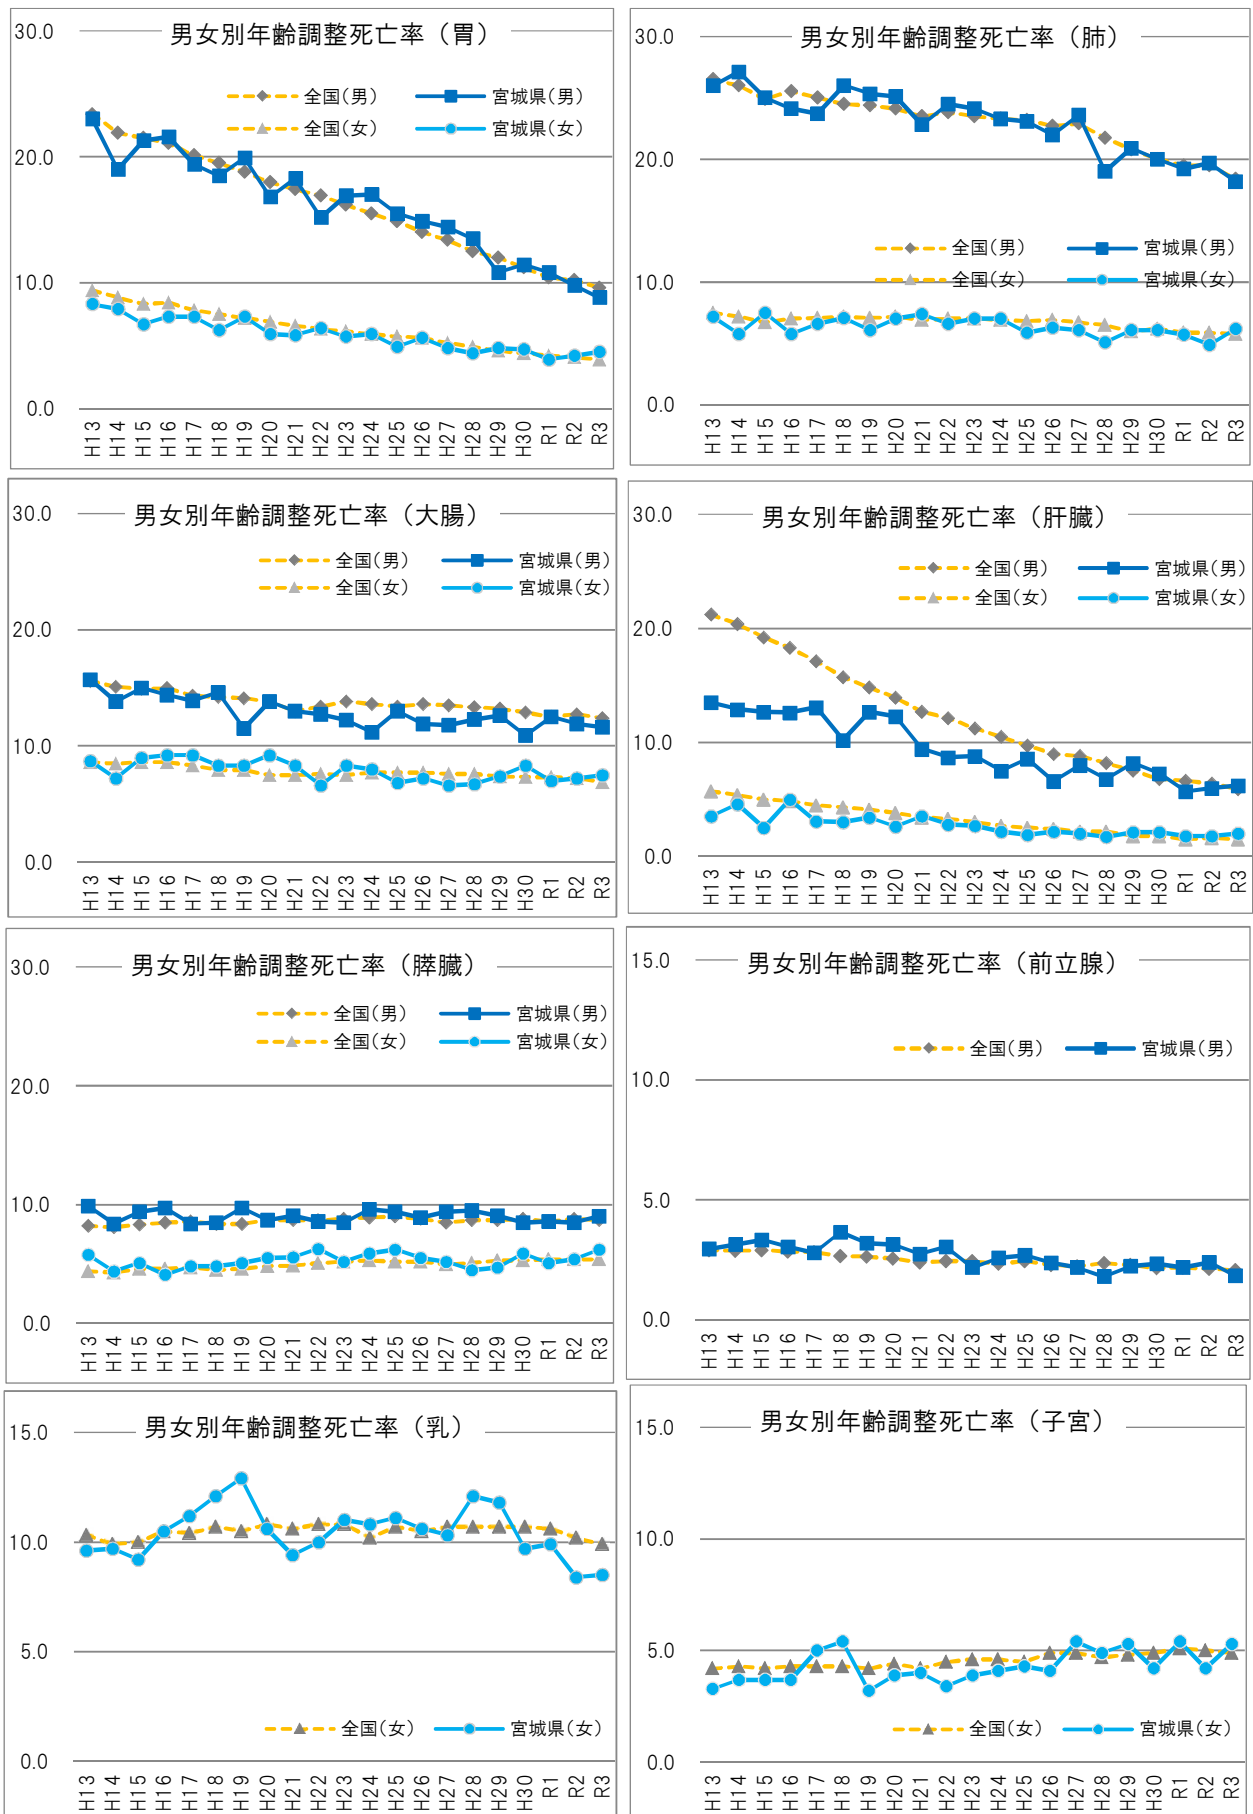 男女別年齢調整死亡率（胃）
30.0
20.0
10.0
0.0
全国(男)
宮城県(男)
全国(女)
宮城県(女)
H13 H14 H15 H16 H17 H18 H19 H20 H21 H22 H23 H24 H25 H26 H27 H28 H29 H30 R1 R2 R3
男女別年齢調整死亡率（肺）
30.0
20.0
10.0
0.0
全国(男)
宮城県(男)
全国(女)
宮城県(女)
H13 H14 H15 H16 H17 H18 H19 H20 H21 H22 H23 H24 H25 H26 H27 H28 H29 H30 R1 R2 R3
男女別年齢調整死亡率（大腸）
30.0
20.0
10.0
0.0
全国(男)
宮城県(男)
全国(女)
宮城県(女)
H13 H14 H15 H16 H17 H18 H19 H20 H21 H22 H23 H24 H25 H26 H27 H28 H29 H30 R1 R2 R3
男女別年齢調整死亡率（肝臓）
30.0
20.0
10.0
0.0
全国(男)
宮城県(男)
全国(女)
宮城県(女)
H13 H14 H15 H16 H17 H18 H19 H20 H21 H22 H23 H24 H25 H26 H27 H28 H29 H30 R1 R2 R3
男女別年齢調整死亡率（膵臓）
30.0
20.0
10.0
0.0
全国(男)
宮城県(男)
全国(女)
宮城県(女)
H13 H14 H15 H16 H17 H18 H19 H20 H21 H22 H23 H24 H25 H26 H27 H28 H29 H30 R1 R2 R3
男女別年齢調整死亡率（前立腺）
15.0
10.0
5.0
0.0
全国(男)
宮城県(男)
H13 H14 H15 H16 H17 H18 H19 H20 H21 H22 H23 H24 H25 H26 H27 H28 H29 H30 R1 R2 R3
男女別年齢調整死亡率（乳）
15.0
10.0
5.0
0.0
全国(女)
宮城県(女)
H13 H14 H15 H16 H17 H18 H19 H20 H21 H22 H23 H24 H25 H26 H27 H28 H29 H30 R1 R2 R3
男女別年齢調整死亡率（子宮）
15.0
10.0
5.0
0.0
全国(女)
宮城県(女)
H13 H14 H15 H16 H17 H18 H19 H20 H21 H22 H23 H24 H25 H26 H27 H28 H29 H30 R1 R2 R3